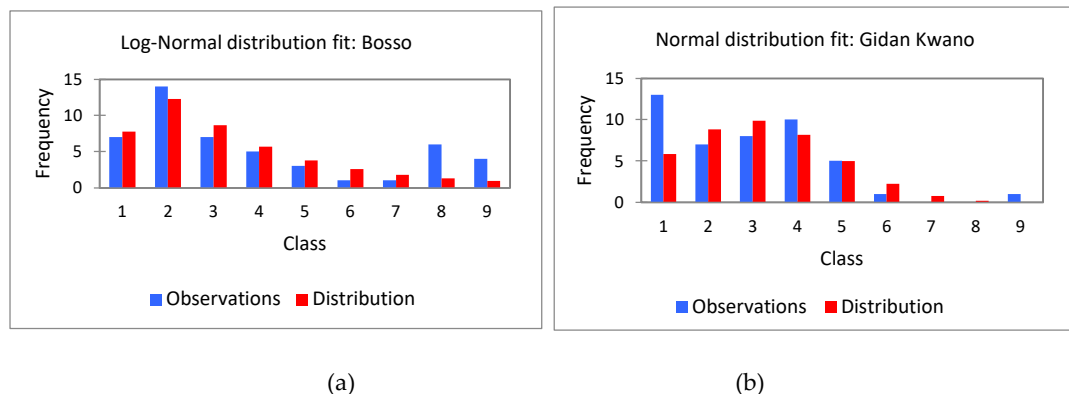 Log-Normal distribution fit: Bosso
15
10
5
0
Frequency
1 2 3 4 5 6 7 8 9
Class
Observations Distribution
(a)
Normal distribution fit: Gidan Kwano
15
10
5
0
Frequency
1 2 3 4 5 6 7 8 9
Class
Observations Distribution
(b)